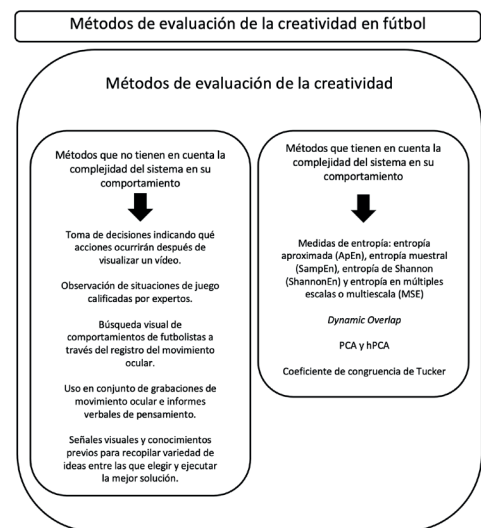 Métodos de evaluación de la creatividad en fútbol
Métodos de evaluación de la creatividad
Métodos que no tienen en cuenta la
complejidad del sistema en su
comportamiento
Toma de decisiones indicando qué
acciones ocurrirán después de
visualizar un vídeo.
Observación de situaciones de juego
calificadas por expertos.
Búsqueda visual de
comportamientos de futbolistas a
través del registro del movimiento
ocular.
Uso en conjunto de grabaciones de
movimiento ocular e informes
verbales de pensamiento.
Señales visuales y conocimientos
previos para recopilar variedad de
ideas entre las que elegir y ejecutar
la mejor solución.
Métodos que tienen en cuenta la
complejidad del sistema en su
comportamiento
Medidas de entropía: entropía
aproximada (ApEn), entropía muestral
(SampEn), entropía de Shannon
(ShannonEn) y entropía en múltiples
escalas o multiescala (MSE)
Dynamic Overlap
PCA y hPCA
Coeficiente de congruencia de Tucker